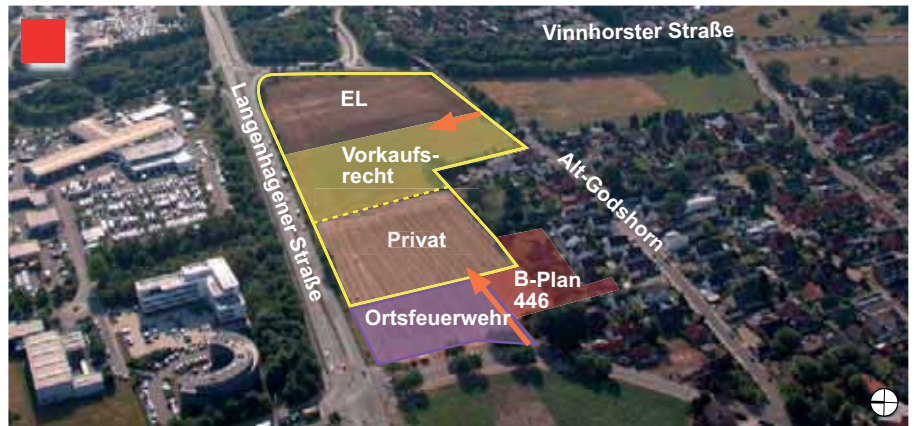 Vinnhorster Straße
EL
Langenhagener Straße
Vorkaufs-
recht
Alt-Godshorn
Privat
B-Plan
446
Ortsfeuerwehr